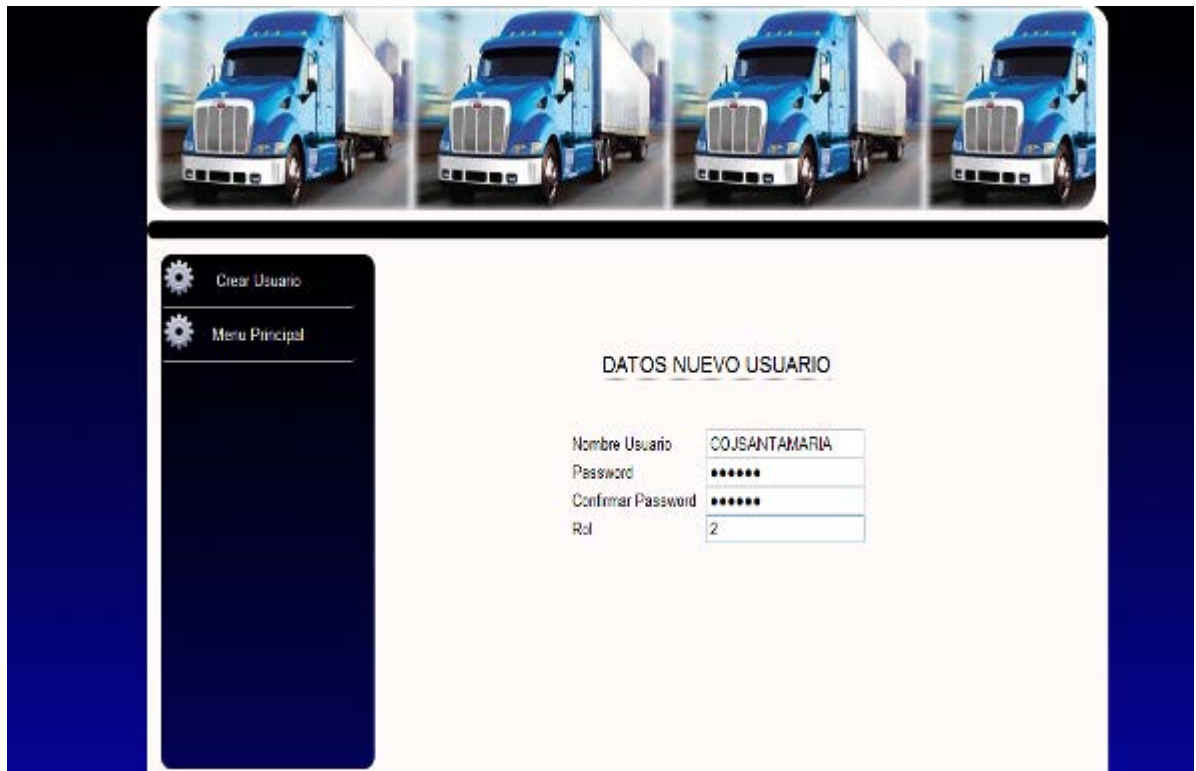 Crear Usuario
Menu Principal
DATOS NUEVO USUARIO
Nombre Usuario COJSANTAMARIA
Password ••••••
Confirmar Password ••••••
Rol 2